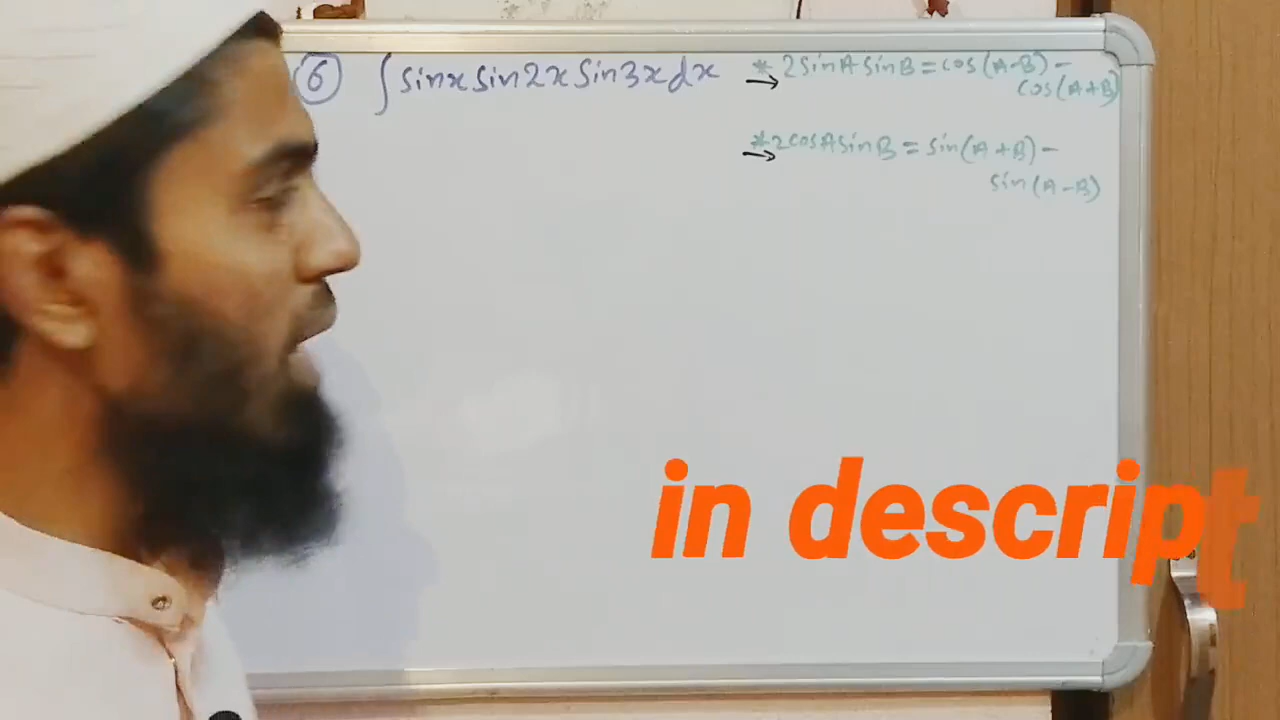 ⑥ ∫ sinx sin2x sin3x dx
* 2sinA sinB = cos(A-B) -
cos(A+B)
* 2cosA sinB = sin(A+B) -
sin(A-B)
in descript